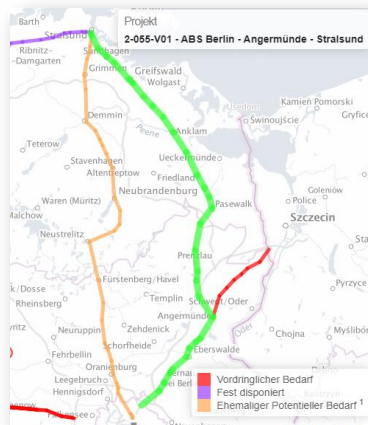 Projekt
2-055-V01 - ABS Berlin - Angermünde - Stralsund
Barth
Stralsund
Ribnitz-
Damgarten
Grimmen
Greifswald
Wolgast
Usedom
Kamień Pomorski
Świnoujście
Gryfice
Demmin
Peene
Anklam
Teterow
Stavenhagen
Altentreptow
Ueckermünde
Friedland
Neubrandenburg
Goleniów
Police
Waren (Müritz)
Malchow
Pasewalk
Szczecin
Neustrelitz
Prenzlau
Fürstenberg/Havel
Rheinsberg
Templin
Schwedt/Oder
Pyrzyce
Angermünde
Zehdenick
Chojna
Neuruppin
Schorfheide
Oder
Fehrbellin
Eberswalde
Oranienburg
Leegebruch
Hennigsdorf
Vordringlicher Bedarf
Fest disponiert
Ehemaliger Potentieller Bedarf 1